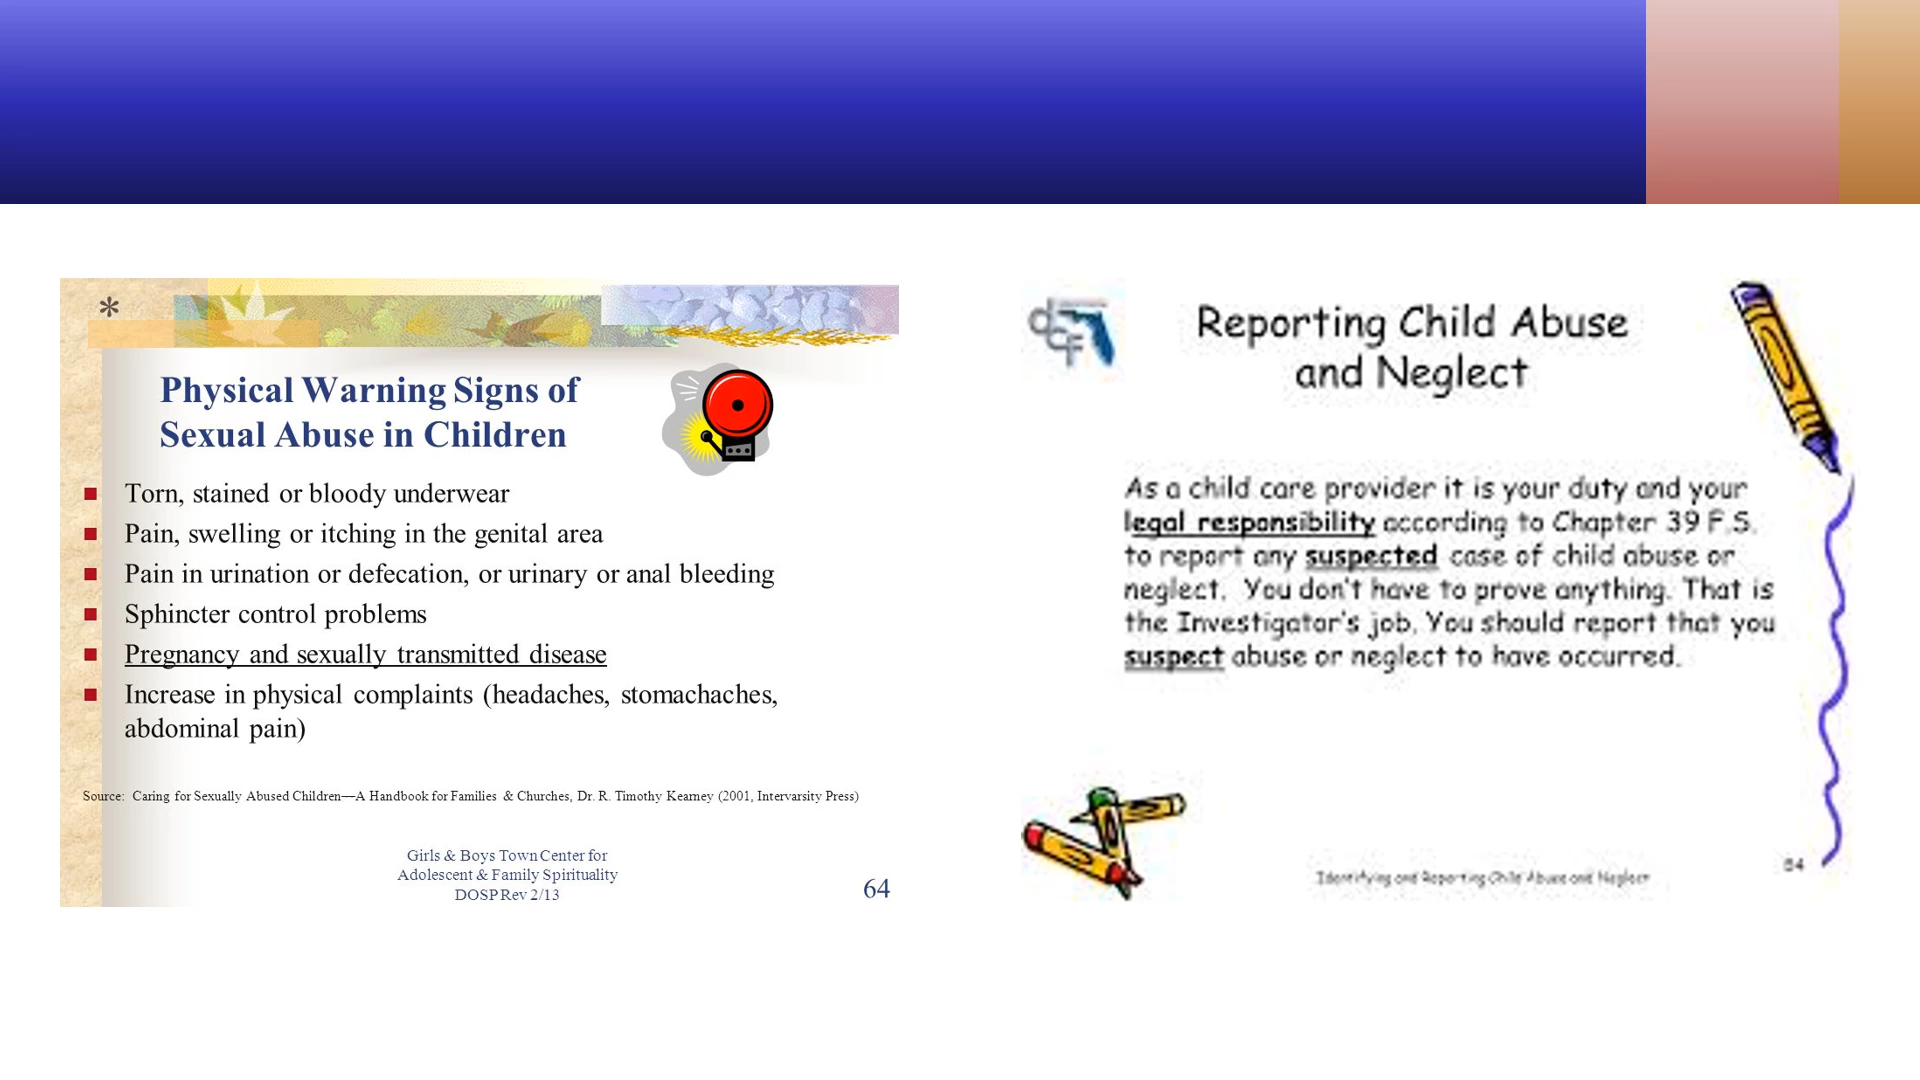 *
Physical Warning Signs of
Sexual Abuse in Children
Torn, stained or bloody underwear
Pain, swelling or itching in the genital area
Pain in urination or defecation, or urinary or anal bleeding
Sphincter control problems
Pregnancy and sexually transmitted disease
Increase in physical complaints (headaches, stomachaches,
abdominal pain)
Source: Caring for Sexually Abused Children—A Handbook for Families & Churches, Dr. R. Timothy Kearney (2001, Intervarsity Press)
Girls & Boys Town Center for
Adolescent & Family Spirituality
DOSP Rev 2/13
64
dcf
Reporting Child Abuse
and Neglect
As a child care provider it is your duty and your
legal responsibility according to Chapter 39 F.S.
to report any suspected case of child abuse or
neglect. You don't have to prove anything. That is
the Investigator's job. You should report that you
suspect abuse or neglect to have occurred.
Identifying and Reporting Child Abuse and Neglect